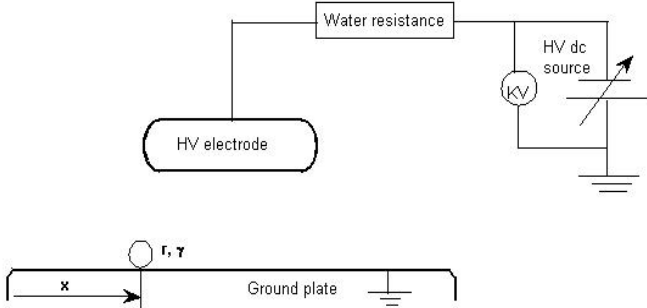 Water resistance
HV dc
source
KV
HV electrode
r, γ
x
Ground plate